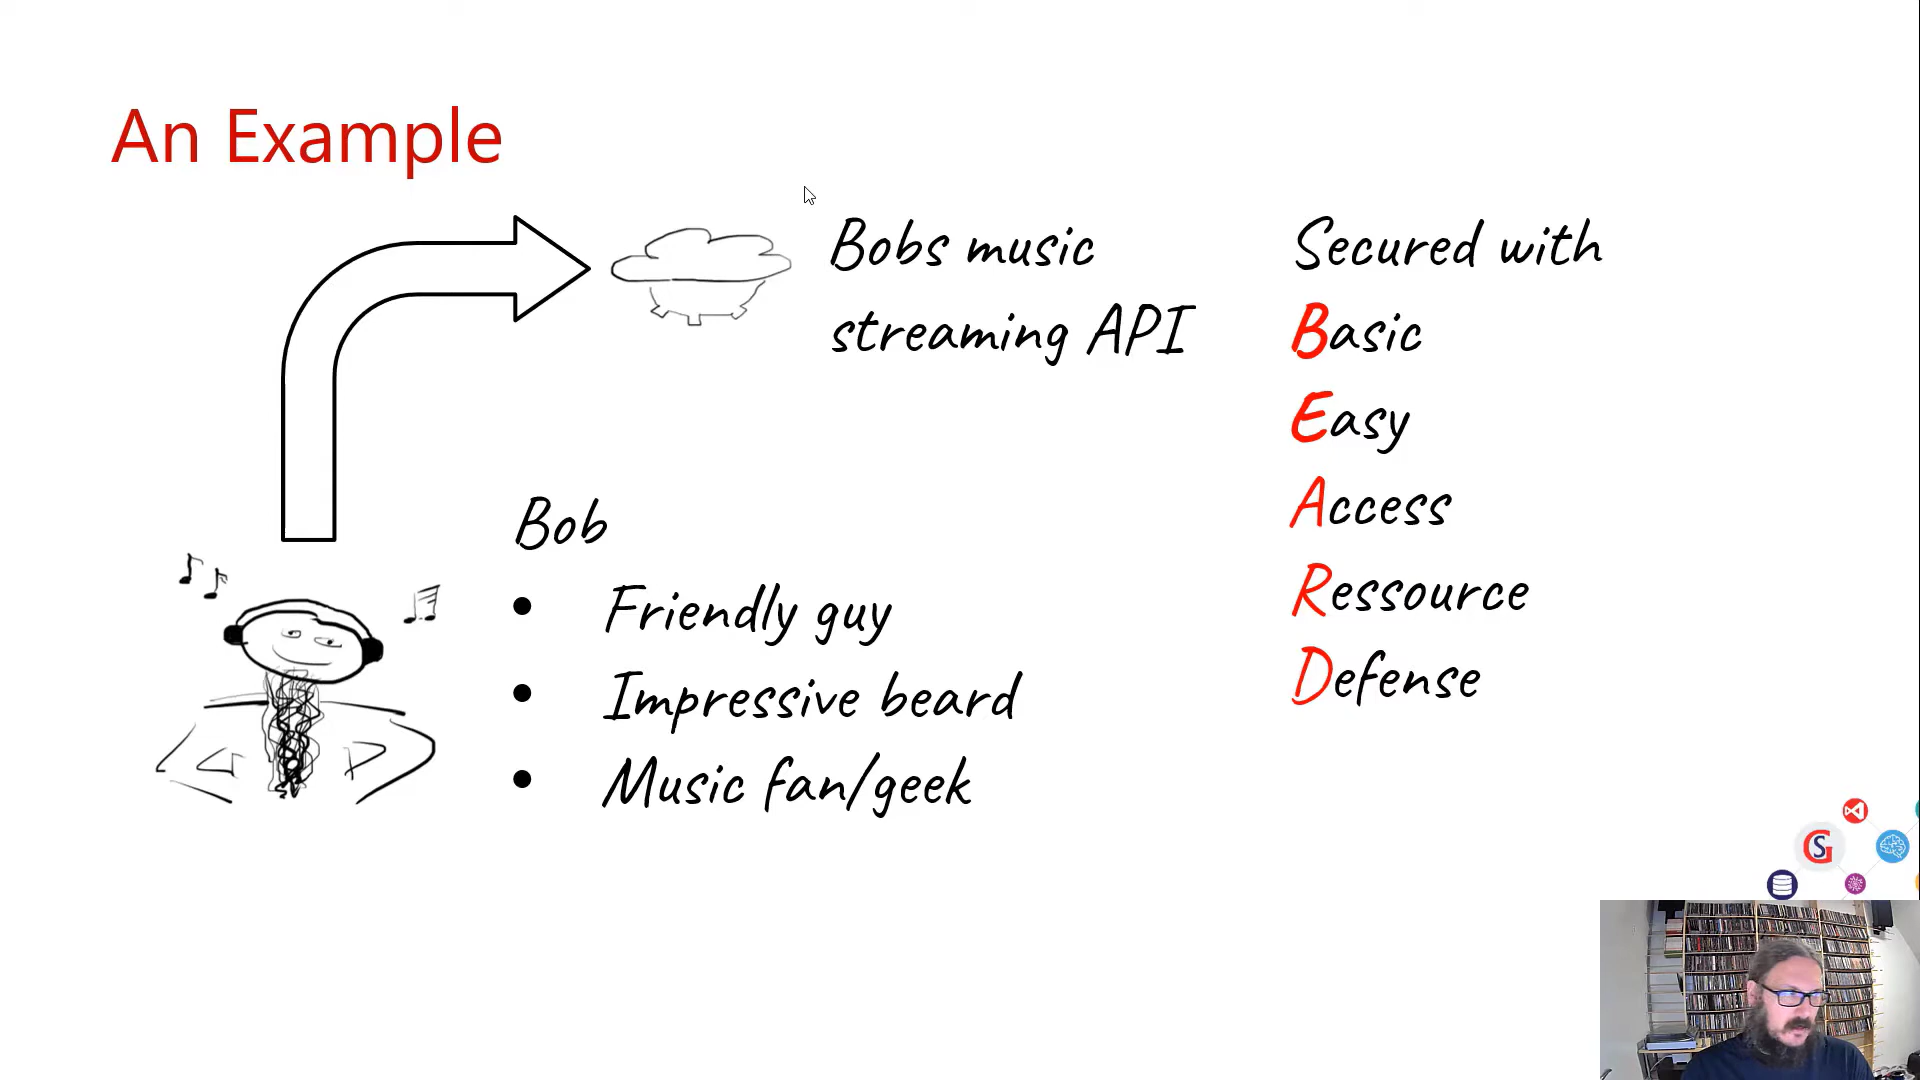 An Example
Bobs music
streaming API
Secured with
Basic
Easy
Access
Ressource
Defense
Bob
• Friendly guy
• Impressive beard
• Music fan/geek
GS